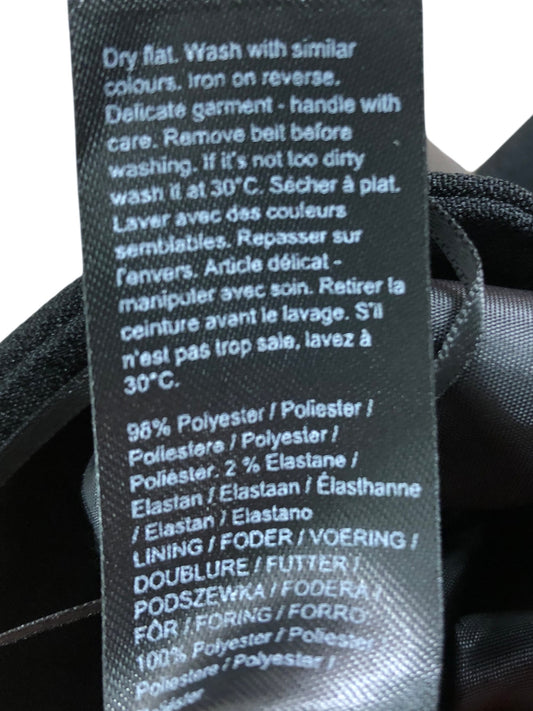 Dry flat. Wash with similar
colours. Iron on reverse.
Delicate garment - handle with
care. Remove belt before
washing. If it's not too dirty
wash it at 30°C. Sécher à plat.
Laver avec des couleurs
semblables. Repasser sur
l'envers. Article délicat -
manipuler avec soin. Retirer la
ceinture avant le lavage. S'il
n'est pas trop sale, lavez à
30°C.
98% Polyester / Poliester /
Poliestere / Polyester /
Poliéster. 2 % Elastane /
Elastan / Elastaan / Élasthanne
/ Elastan / Elastano
LINING / FODER / VOERING /
DOUBLURE / FUTTER /
PODSZEWKA / FODERA /
FÔR / FORING / FORRO
100% Polyester / Poliester
Poliestere / Polyester /
Poliéster